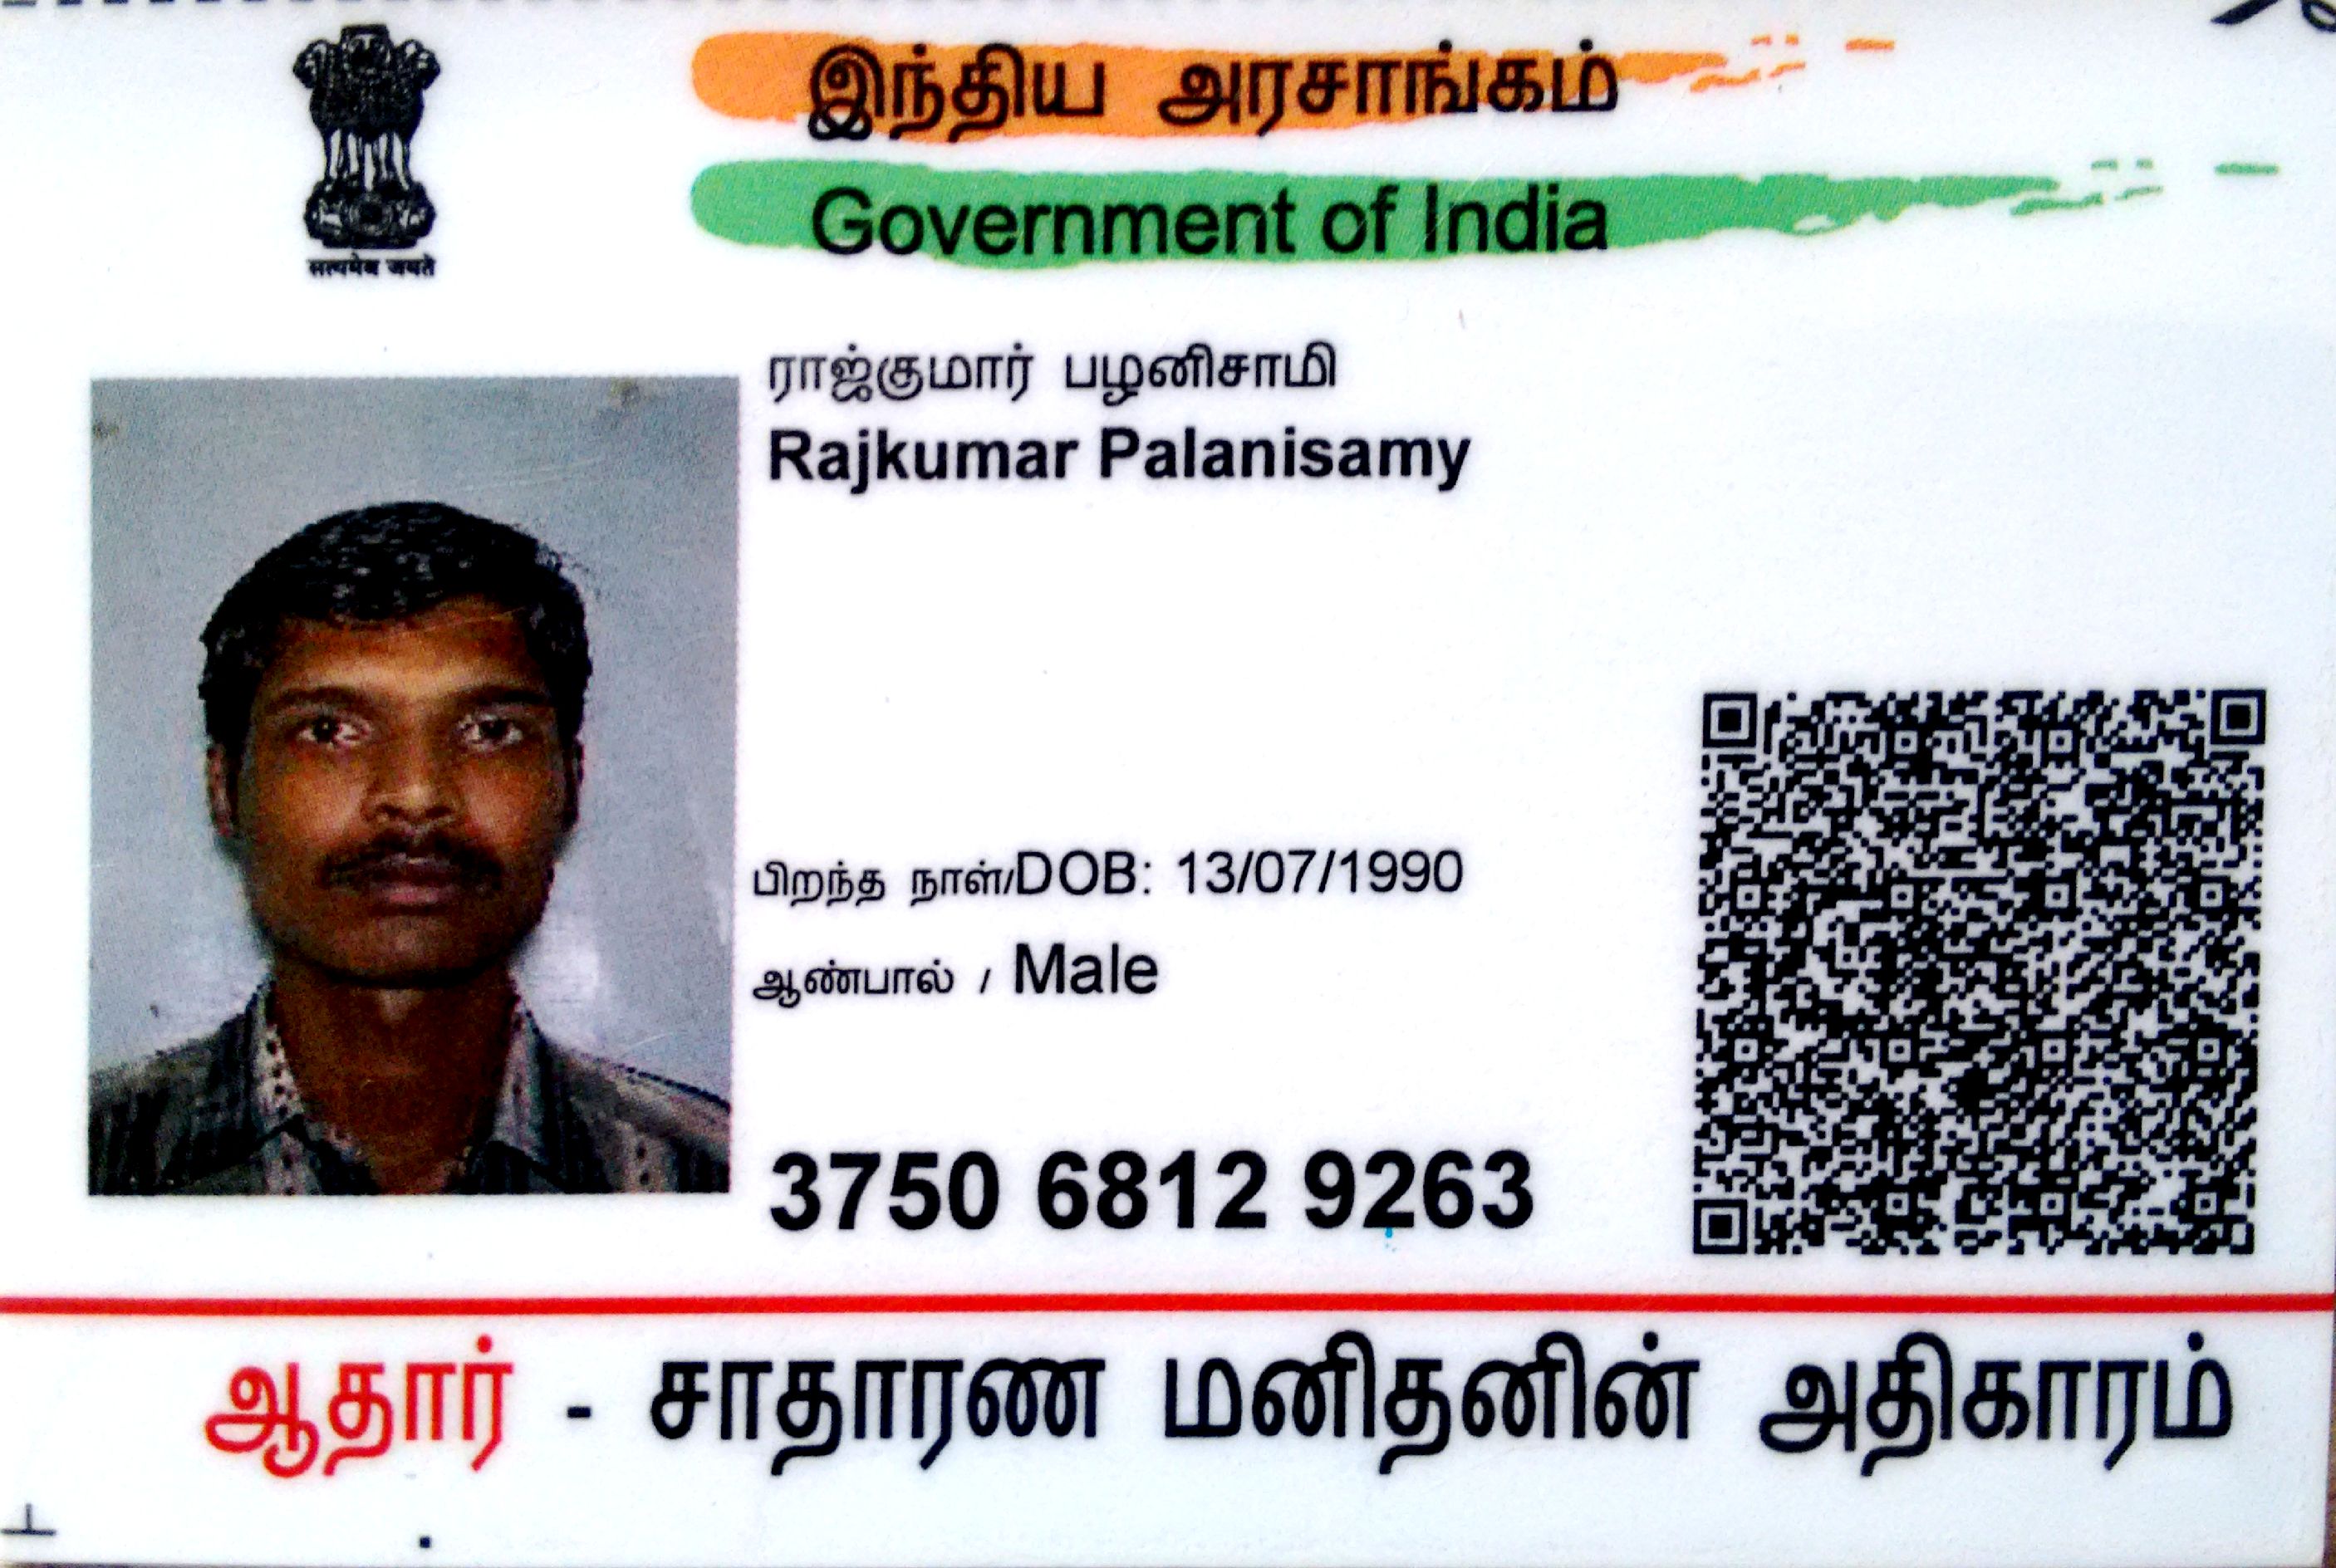 இந்திய அரசாங்கம்
Government of India
सत्यमेव जयते
ராஜ்குமார் பழனிசாமி
Rajkumar Palanisamy
பிறந்த நாள்/DOB: 13/07/1990
ஆண்பால் / Male
3750 6812 9263
ஆதார் - சாதாரண மனிதனின் அதிகாரம்